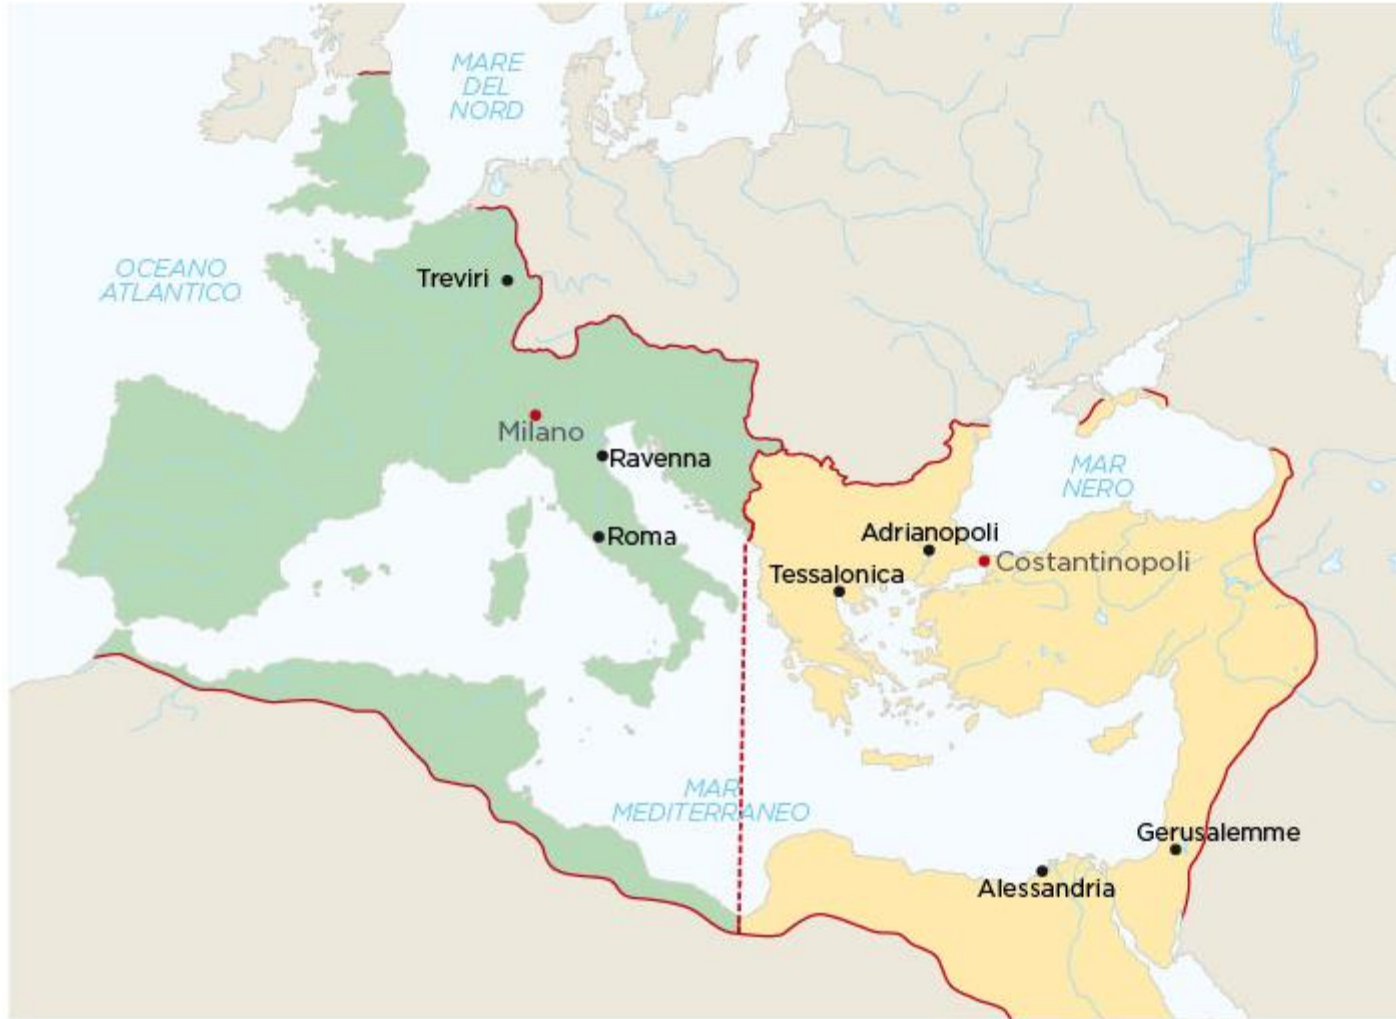 MARE
DEL
NORD
OCEANO
ATLANTICO
Treviri
Milano
Ravenna
Roma
MAR
NERO
Adrianopoli
Costantinopoli
Tessalonica
MAR
MEDITERRANEO
Gerusalemme
Alessandria